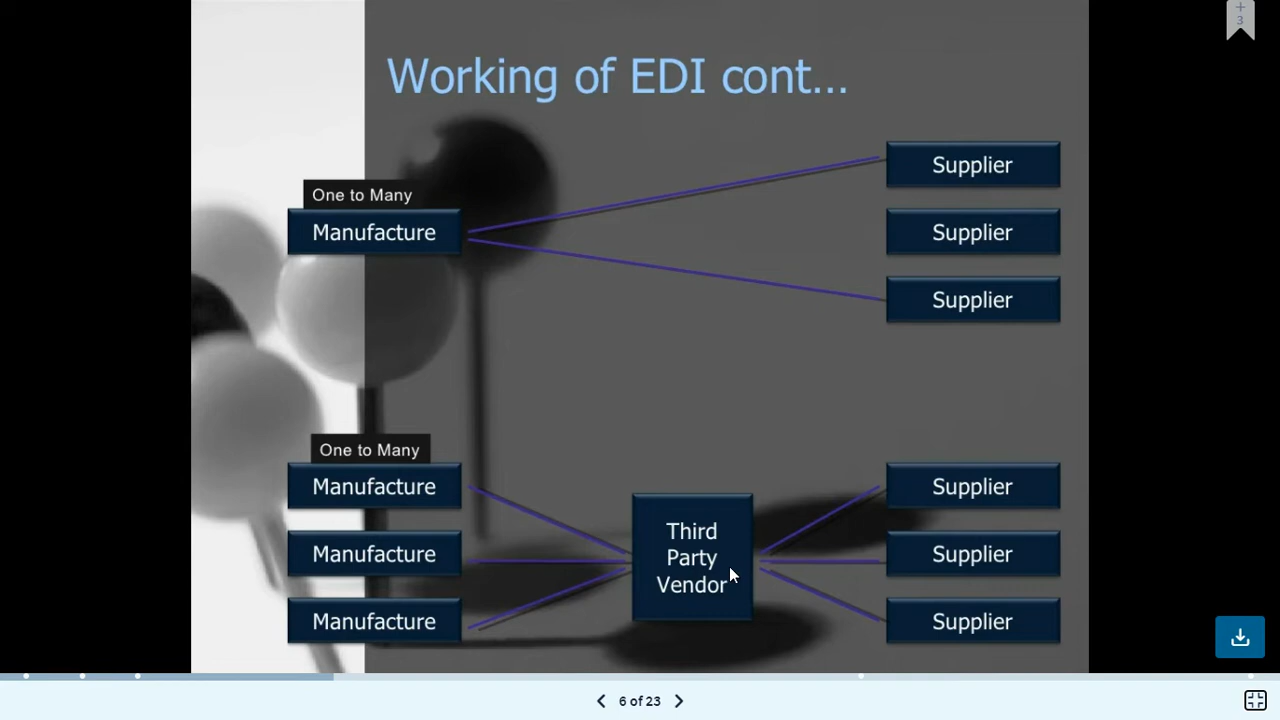 +
3
Working of EDI cont...
Supplier
One to Many
Manufacture
Supplier
Supplier
One to Many
Manufacture
Supplier
Third
Party
Vendor
Manufacture
Supplier
Manufacture
Supplier
6 of 23